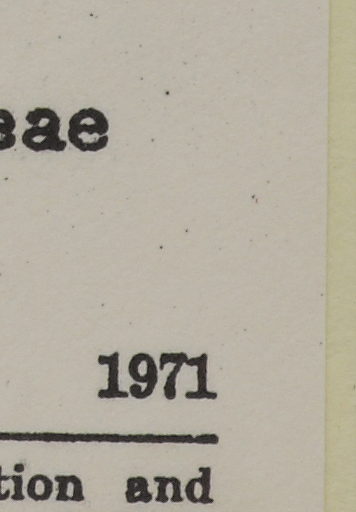 eae
1971
tion and